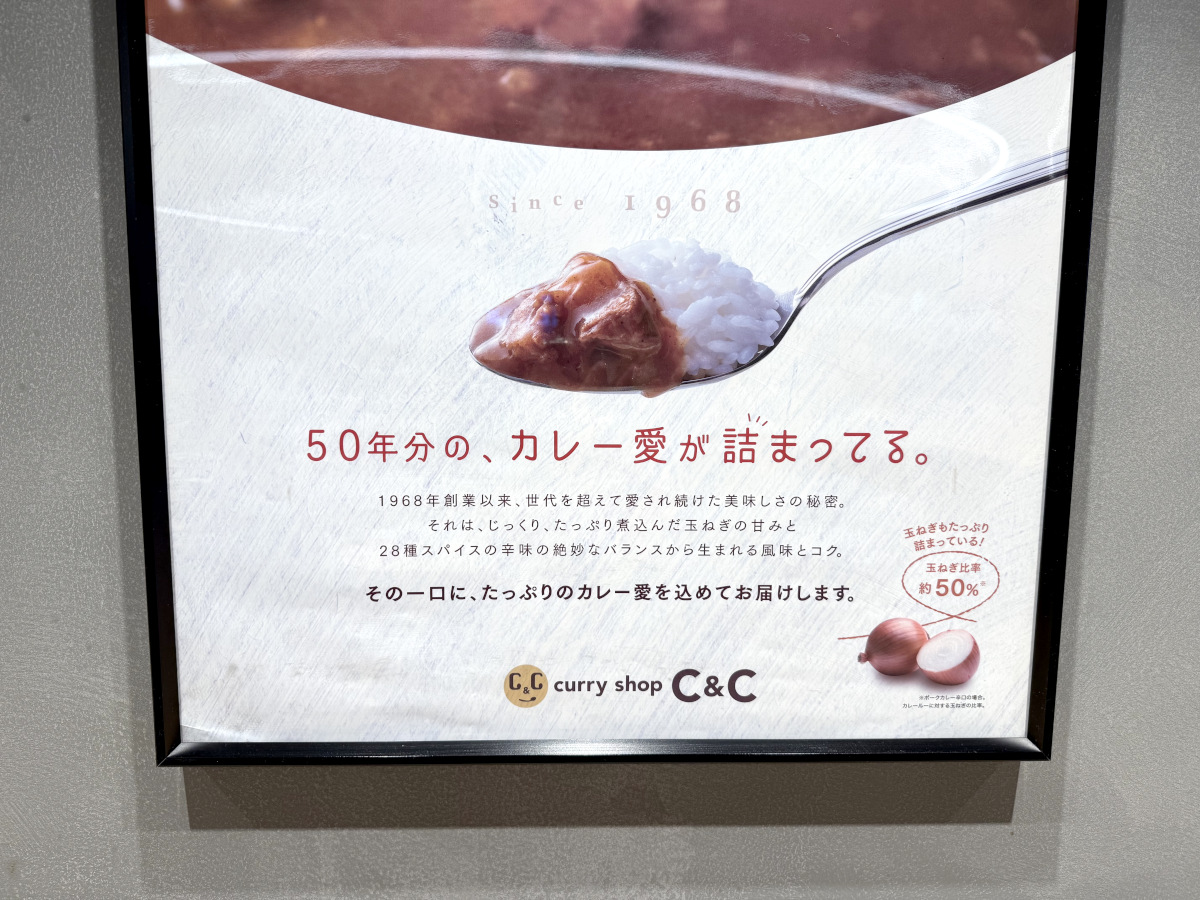 Since 1968
50年分の、カレー愛が詰まってる。
1968年創業以来、世代を超えて愛され続けた美味しさの秘密。
それは、じっくり、たっぷり煮込んだ玉ねぎの甘みと
28種スパイスの辛味の絶妙なバランスから生まれる風味とコク。
その一口に、たっぷりのカレー愛を込めてお届けします。
玉ねぎもたっぷり
詰まっている!
玉ねぎ比率
約50%※
C&C curry shop C&C
※ポークカレー辛口の場合。
カレールーに対する玉ねぎの比率。